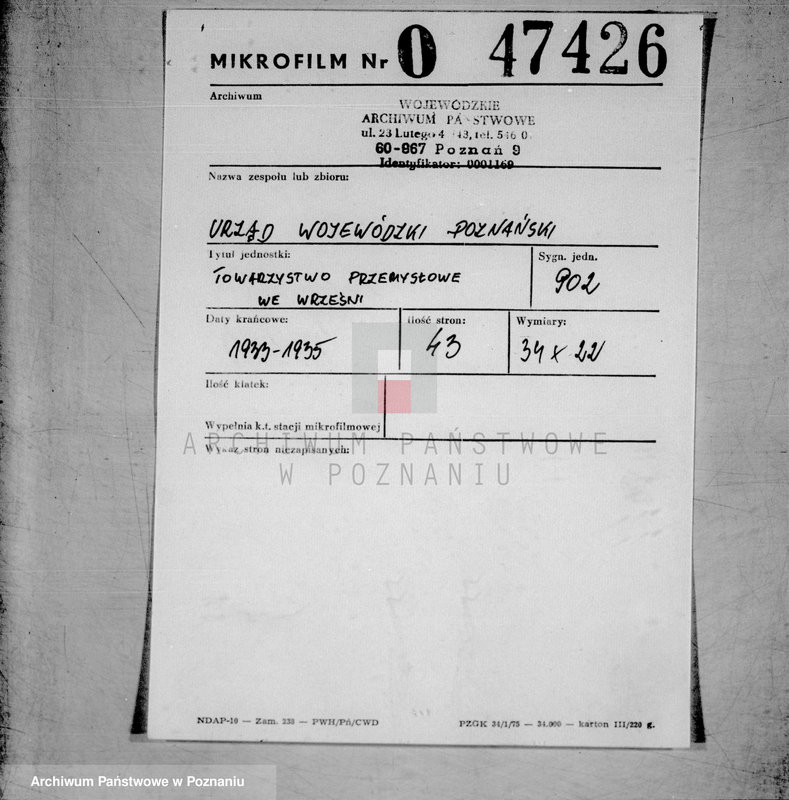 MIKROFILM Nr O 47426
Archiwum
WOJEWÓDZKIE
ARCHIWUM PAŃSTWOWE
ul. 23 Lutego 4 43, tel. 546 0
60-967 Poznań 9
Identyfikator: 0001169
Nazwa zespołu lub zbioru:
URZĄD WOJEWÓDZKI POZNAŃSKI
Tytuł jednostki:
Sygn. jedn.
TOWARZYSTWO PRZEMYSŁOWE
WE WRZEŚNI
902
Daty krańcowe:
Ilość stron:
Wymiary:
1933-1935
43
34 x 22
Ilość klatek:
Wypełnia k.t. stacji mikrofilmowej
ARCHIWUM PAŃSTWOWE
W POZNANIU
Wykaz stron niezapisanych:
NDAP-10 — Zam. 238 — PWH/Pń/CWD
PZGK 34/1/75 — 34.000 — karton III/220 g.
Archiwum Państwowe w Poznaniu